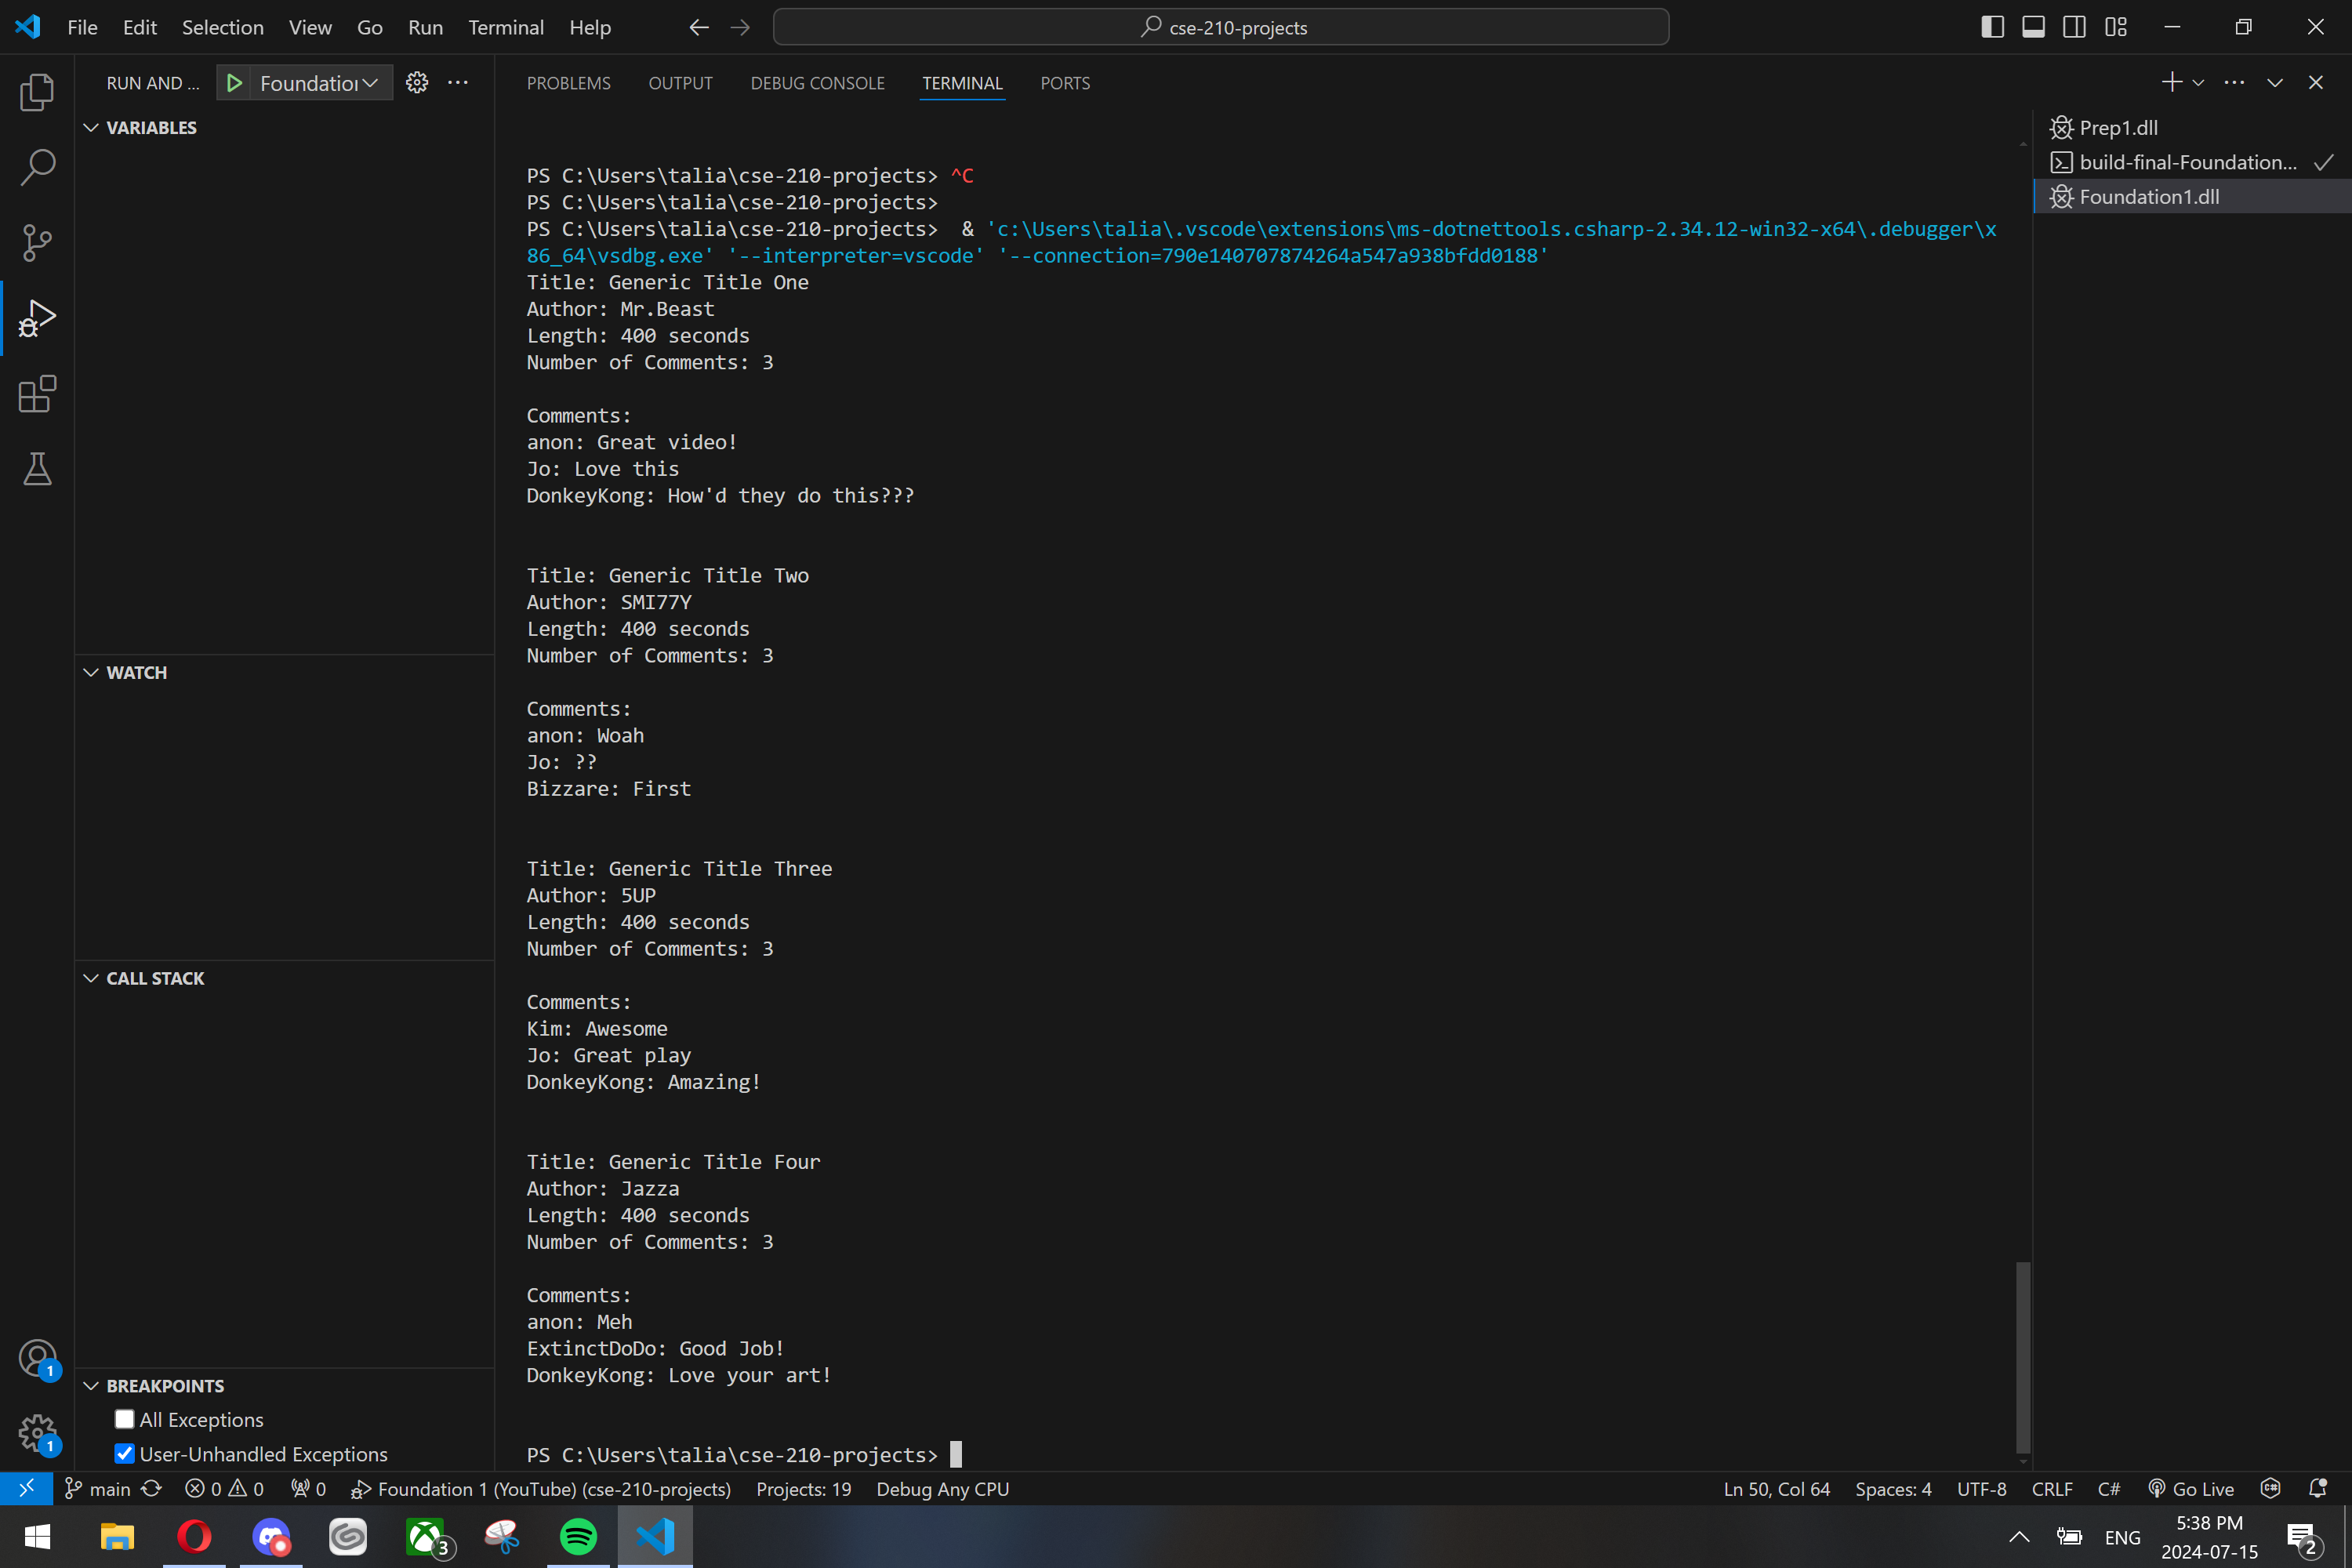 File Edit Selection View Go Run Terminal Help
cse-210-projects
RUN AND ...
Foundation
PROBLEMS OUTPUT DEBUG CONSOLE TERMINAL PORTS
VARIABLES
WATCH
CALL STACK
BREAKPOINTS
All Exceptions
User-Unhandled Exceptions
PS C:\Users\talia\cse-210-projects> ^C
PS C:\Users\talia\cse-210-projects>
PS C:\Users\talia\cse-210-projects>  & 'c:\Users\talia\.vscode\extensions\ms-dotnettools.csharp-2.34.12-win32-x64\.debugger\x
86_64\vsdbg.exe' '--interpreter=vscode' '--connection=790e140707874264a547a938bfdd0188'
Title: Generic Title One
Author: Mr.Beast
Length: 400 seconds
Number of Comments: 3
Comments:
anon: Great video!
Jo: Love this
DonkeyKong: How'd they do this???
Title: Generic Title Two
Author: SMI77Y
Length: 400 seconds
Number of Comments: 3
Comments:
anon: Woah
Jo: ??
Bizzare: First
Title: Generic Title Three
Author: 5UP
Length: 400 seconds
Number of Comments: 3
Comments:
Kim: Awesome
Jo: Great play
DonkeyKong: Amazing!
Title: Generic Title Four
Author: Jazza
Length: 400 seconds
Number of Comments: 3
Comments:
anon: Meh
ExtinctDoDo: Good Job!
DonkeyKong: Love your art!
PS C:\Users\talia\cse-210-projects>
Prep1.dll
build-final-Foundation...
Foundation1.dll
1
1
main 0 0 0 Foundation 1 (YouTube) (cse-210-projects) Projects: 19 Debug Any CPU
Ln 50, Col 64 Spaces: 4 UTF-8 CRLF C# Go Live
3
ENG
5:38 PM
2024-07-15
2